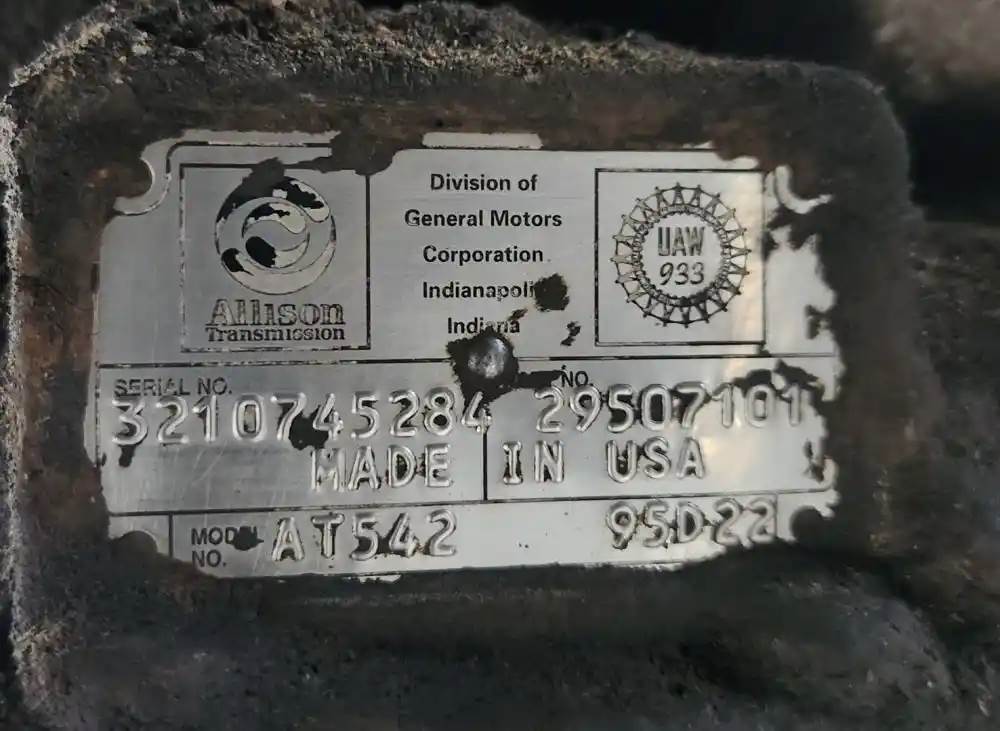 Allison
Transmission
Division of
General Motors
Corporation
Indianapolis
Indiana
UAW
933
SERIAL NO.
3210745284
NO.
29507101
MADE IN USA
MODEL
NO.
AT542
95D22